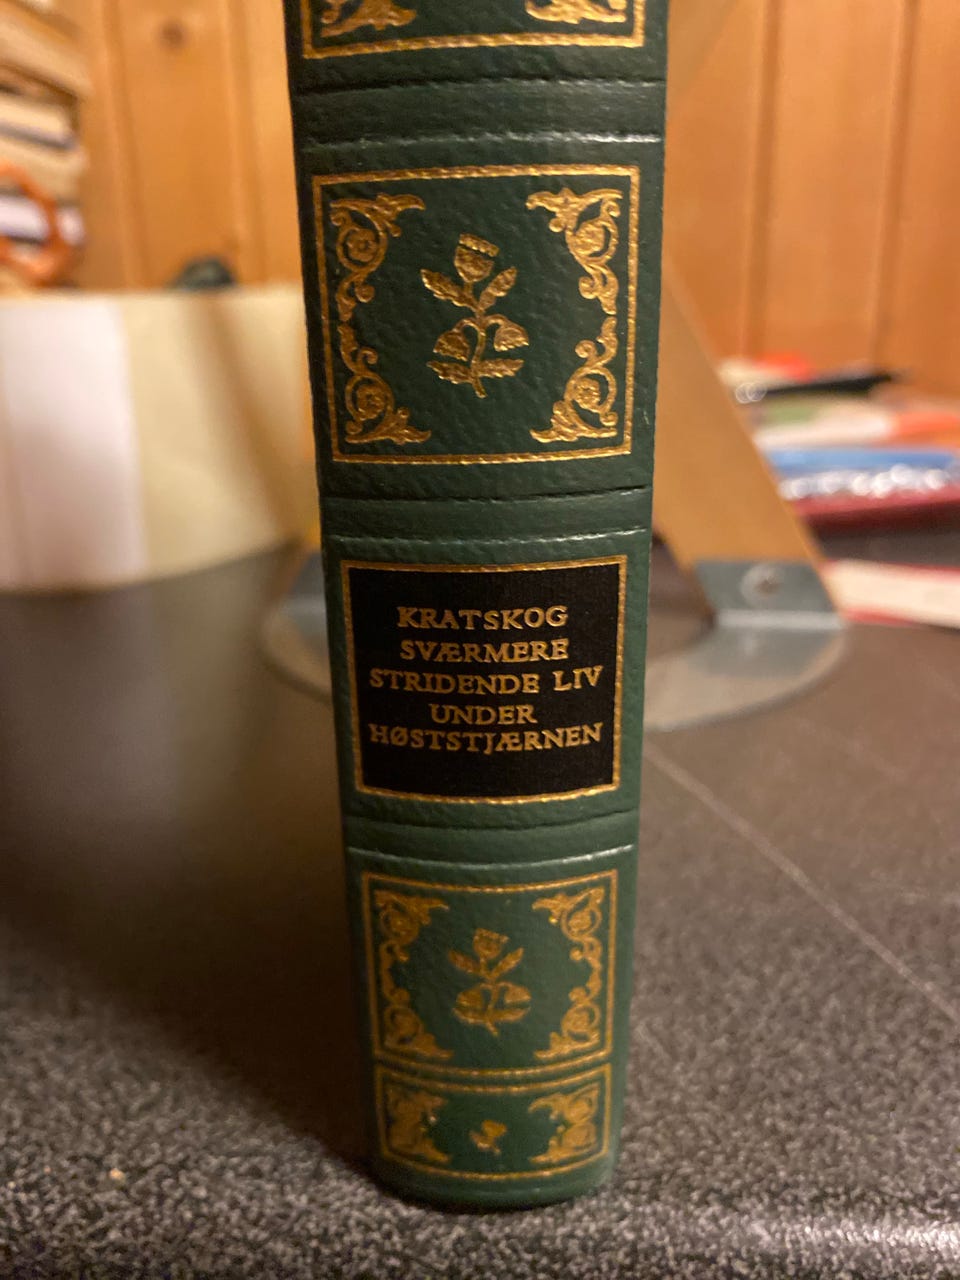 KRATSKOG
SVÆRMERE
STRIDENDE LIV
UNDER
HØSTSTJÆRNEN